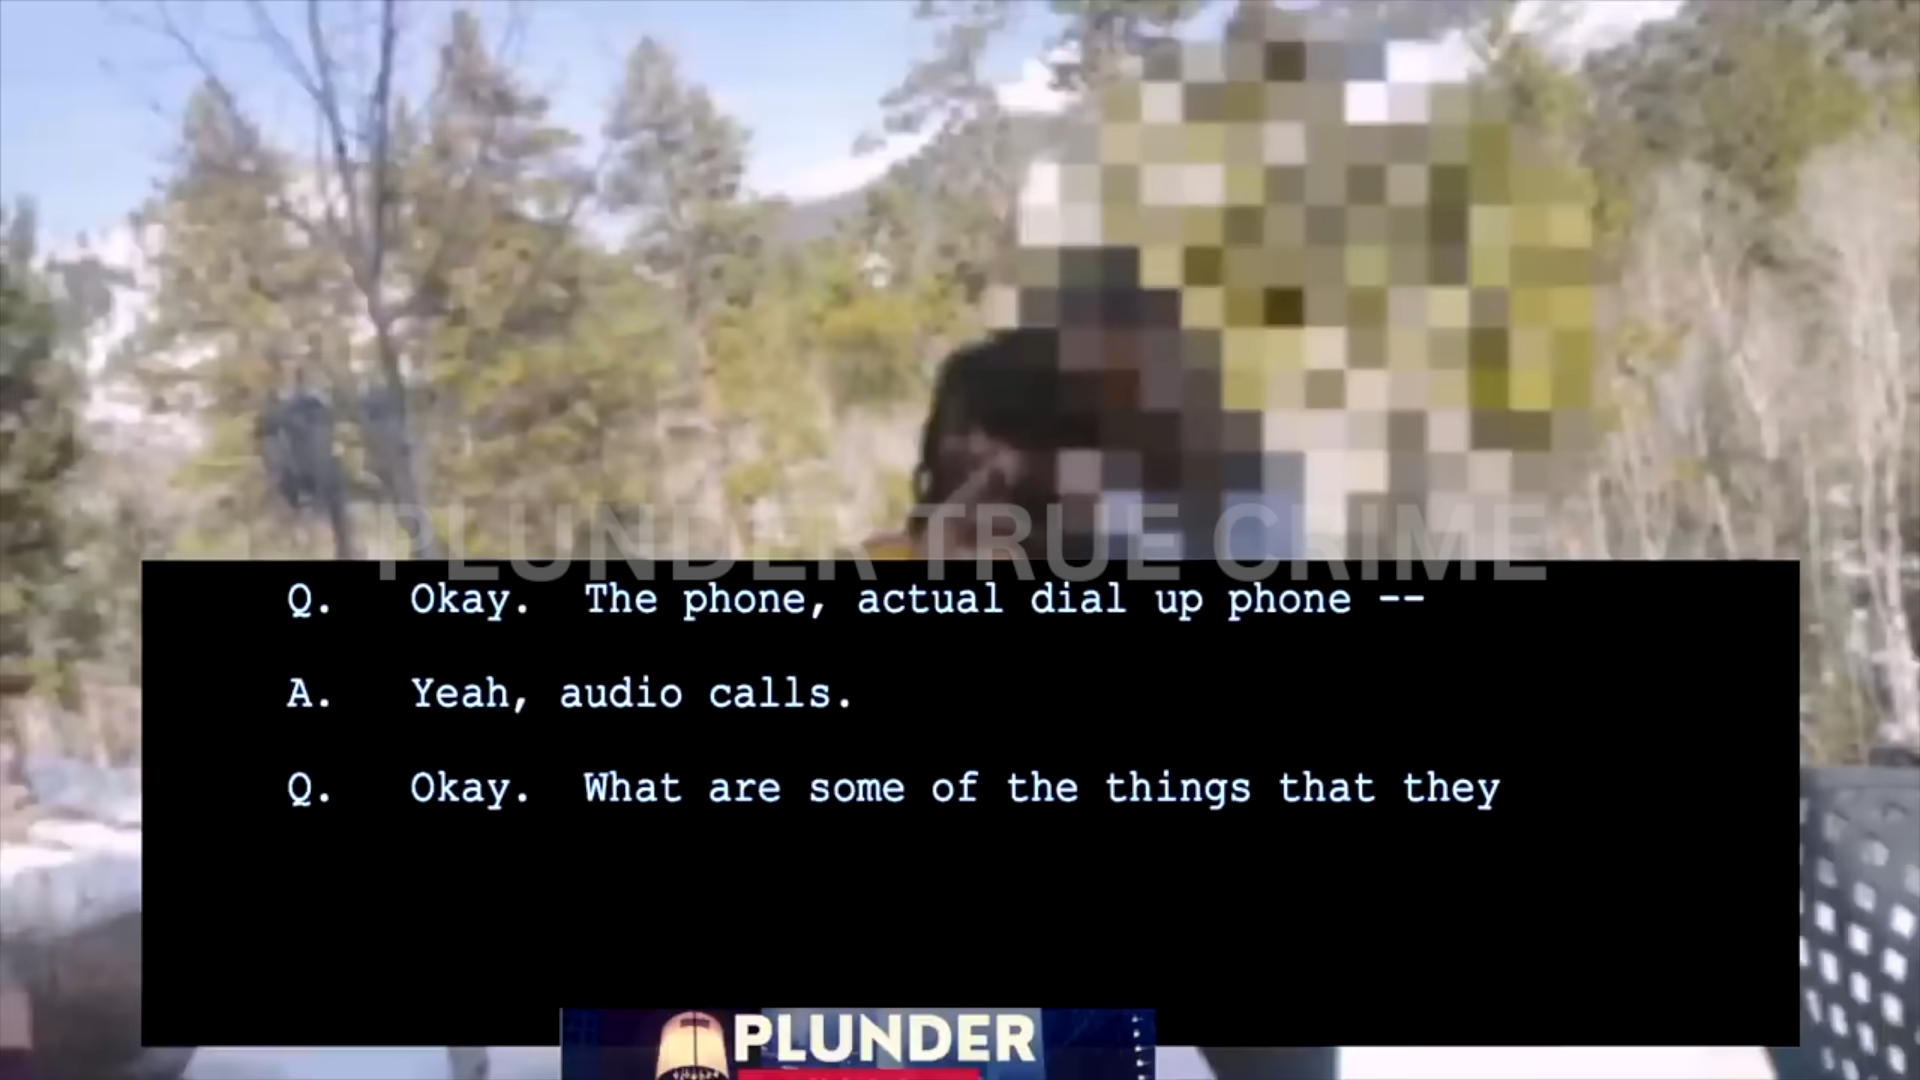 PLUNDER TRUE CRIME
Q. Okay. The phone, actual dial up phone --
A. Yeah, audio calls.
Q. Okay. What are some of the things that they
PLUNDER